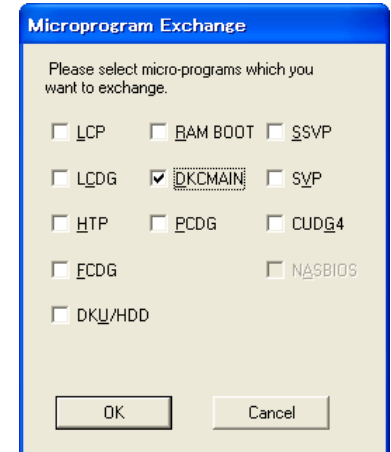 Microprogram Exchange
Please select micro-programs which you
want to exchange.
LCP RAM BOOT SSVP
LCDG DKCMAIN SVP
HTP PCDG CUDG4
FCDG NASBIOS
DKU/HDD
OK Cancel